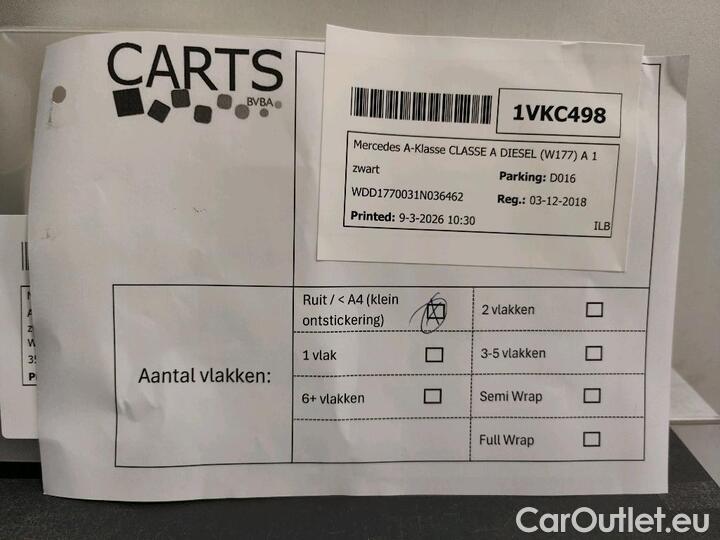 CARTS
BVBA
1VKC498
Mercedes A-Klasse CLASSE A DIESEL (W177) A 1
zwart
Parking: D016
WDD1770031N036462
Reg.: 03-12-2018
Printed: 9-3-2026 10:30
ILB
Aantal vlakken:
Ruit / < A4 (klein
ontstickering)
2 vlakken
1 vlak
3-5 vlakken
6+ vlakken
Semi Wrap
Full Wrap
CarOutlet.eu